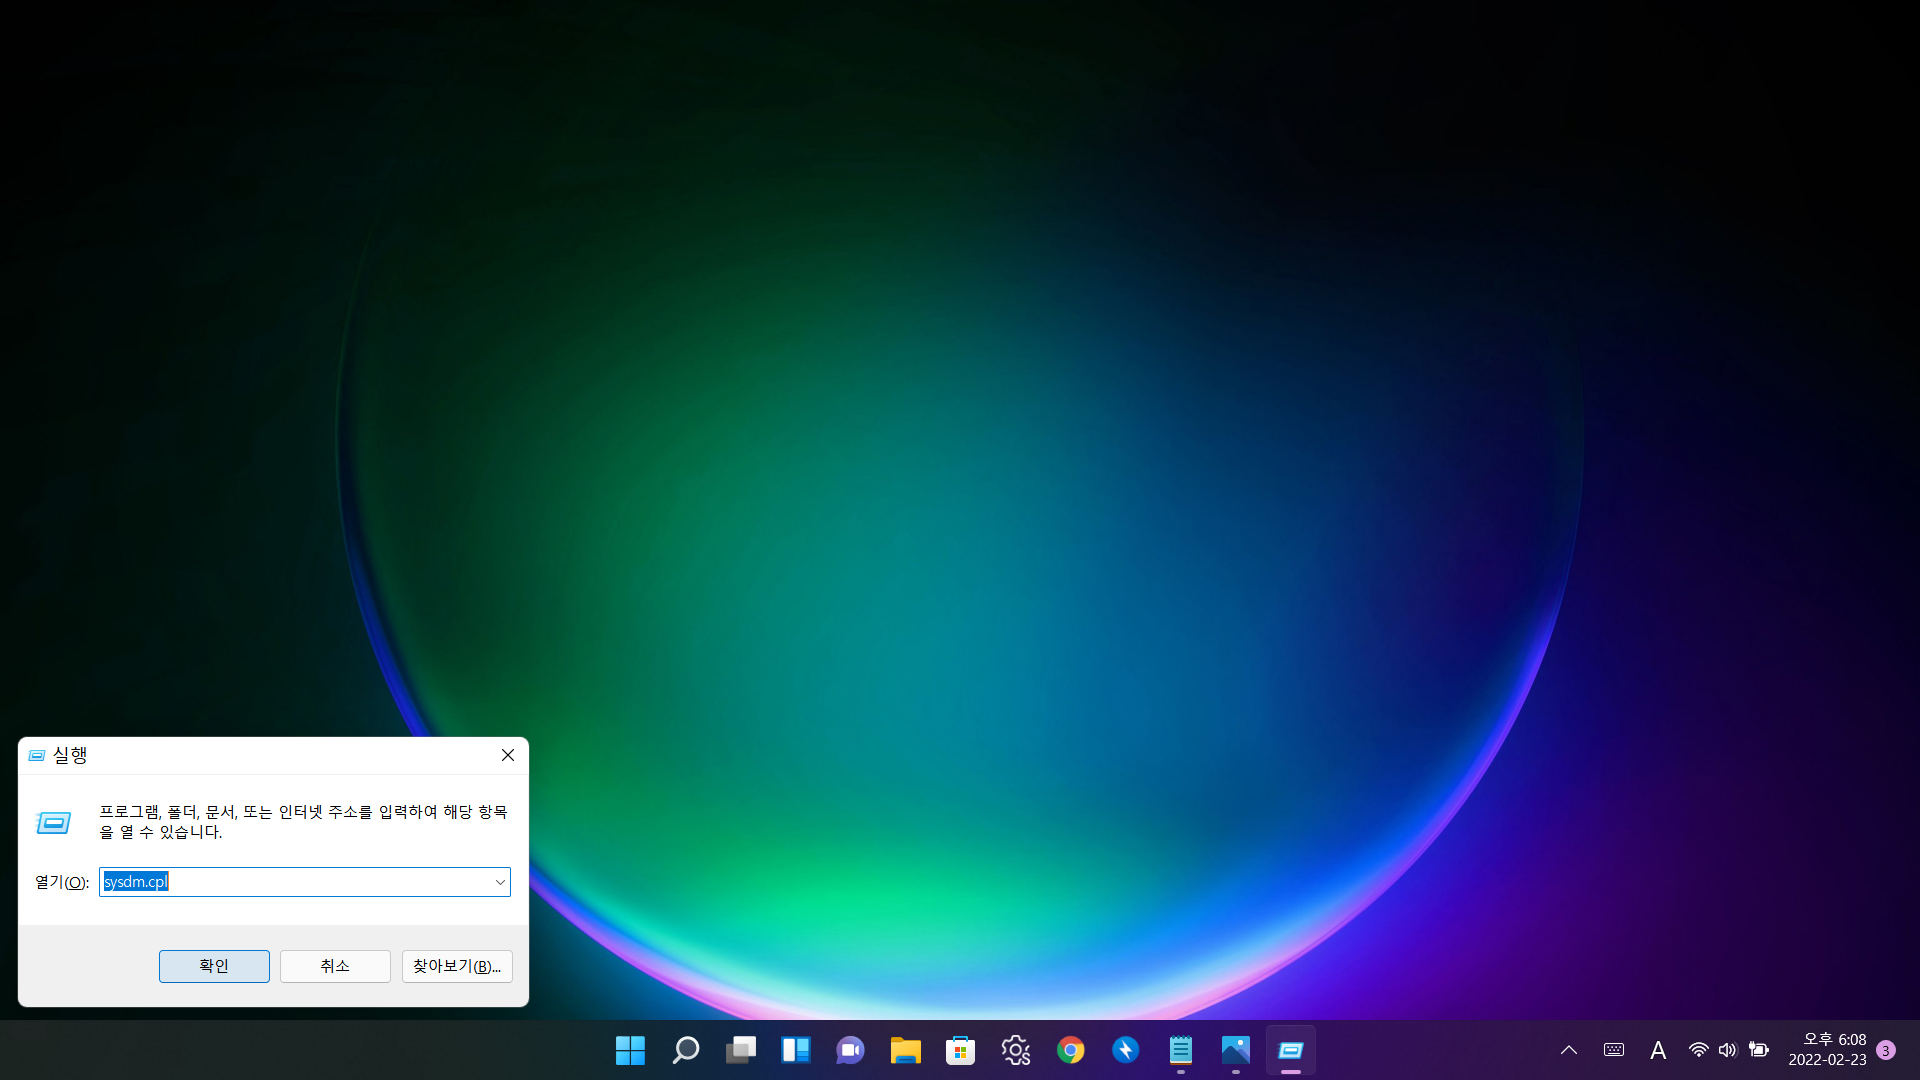 실행
프로그램, 폴더, 문서, 또는 인터넷 주소를 입력하여 해당 항목
을 열 수 있습니다.
열기(O): sysdm.cpl
확인 취소 찾아보기(B)...
A 오후 6:08
2022-02-23 3